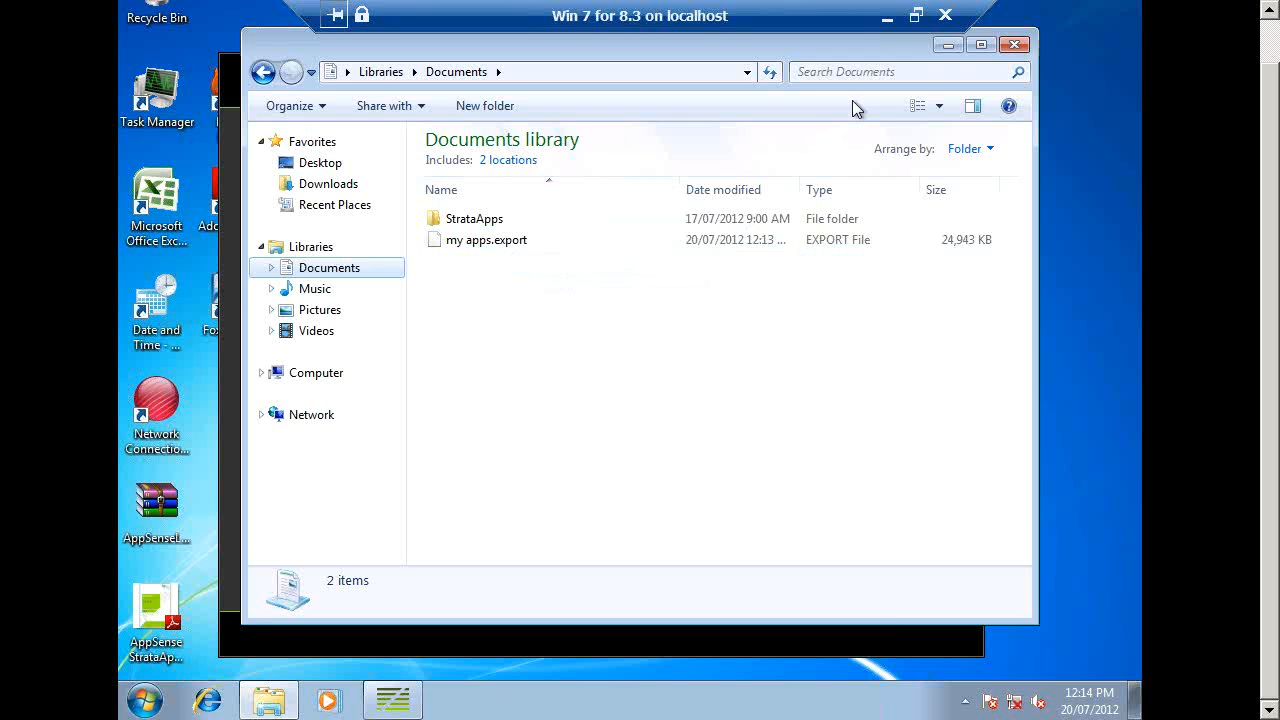 Win 7 for 8.3 on localhost
Recycle Bin
Task Manager
Microsoft
Office Exc...
Date and
Time - ...
Network
Connectio...
AppSenseL...
AppSense
StrataAp...
Libraries
Documents
Search Documents
Organize
Share with
New folder
Favorites
Desktop
Downloads
Recent Places
Libraries
Documents
Music
Pictures
Videos
Computer
Network
Documents library
Includes: 2 locations
Arrange by: Folder
Name Date modified Type Size
StrataApps 17/07/2012 9:00 AM File folder
my apps.export 20/07/2012 12:13 ... EXPORT File 24,943 KB
2 items
12:14 PM
20/07/2012